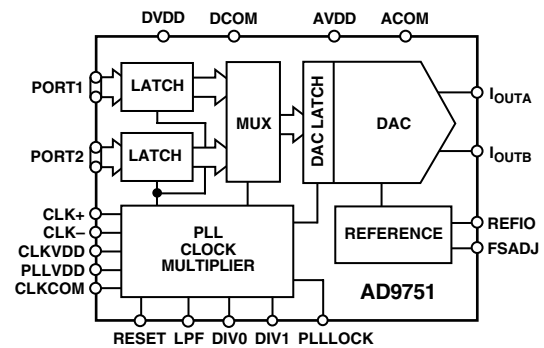 DVDD DCOM AVDD ACOM
PORT1
LATCH
MUX
DAC LATCH
DAC
IOUTA
PORT2
LATCH
IOUTB
CLK+
CLK–
CLKVDD
PLLVDD
CLKCOM
PLL
CLOCK
MULTIPLIER
REFERENCE
REFIO
FSADJ
AD9751
RESET LPF DIV0 DIV1 PLLLOCK